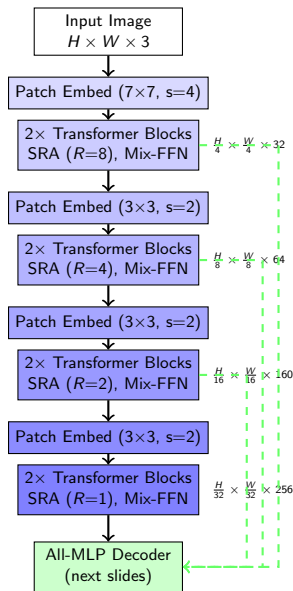 Input Image
H × W × 3
Patch Embed (7×7, s=4)
2× Transformer Blocks
SRA (R=8), Mix-FFN
H/4 × W/4 × 32
Patch Embed (3×3, s=2)
2× Transformer Blocks
SRA (R=4), Mix-FFN
H/8 × W/8 × 64
Patch Embed (3×3, s=2)
2× Transformer Blocks
SRA (R=2), Mix-FFN
H/16 × W/16 × 160
Patch Embed (3×3, s=2)
2× Transformer Blocks
SRA (R=1), Mix-FFN
H/32 × W/32 × 256
All-MLP Decoder
(next slides)